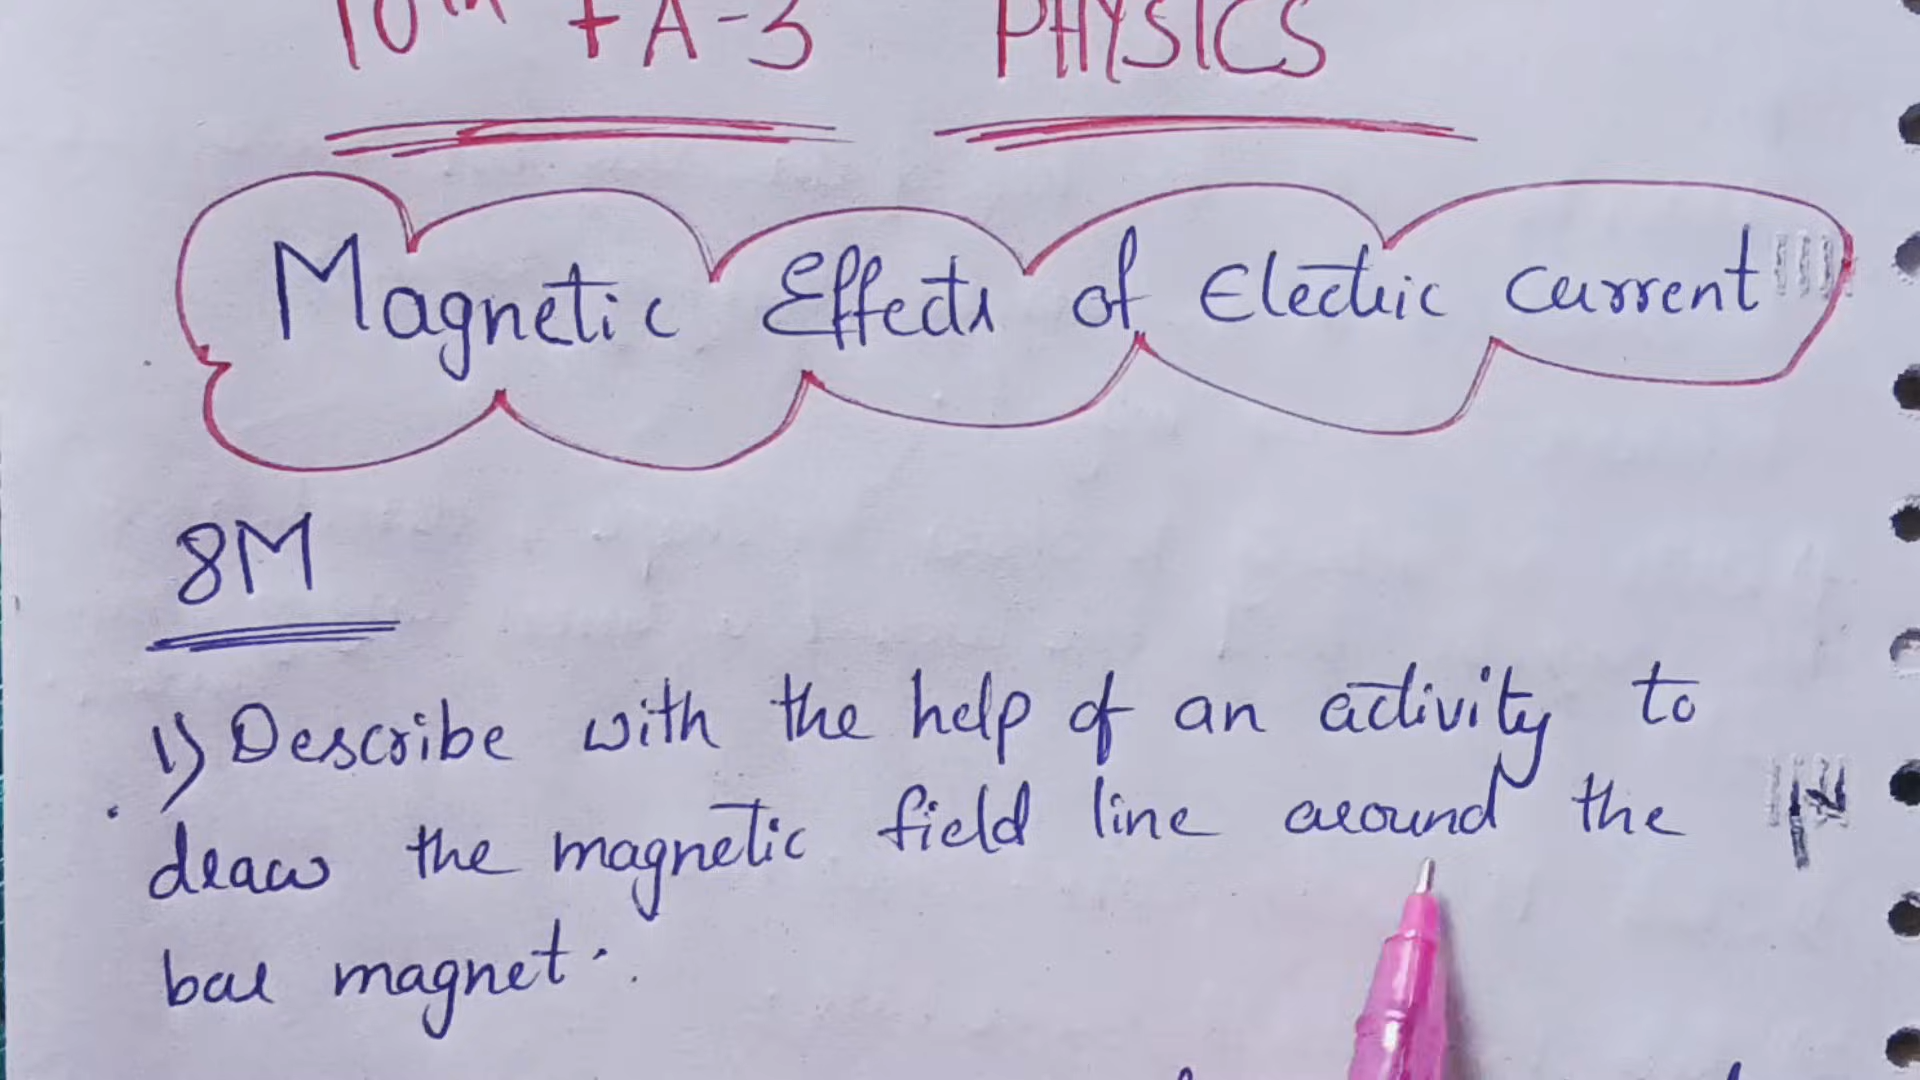 10th FA-3 PHYSICS
Magnetic Effects of Electric Current
8M
1) Describe with the help of an activity to
draw the magnetic field line around the
bar magnet.